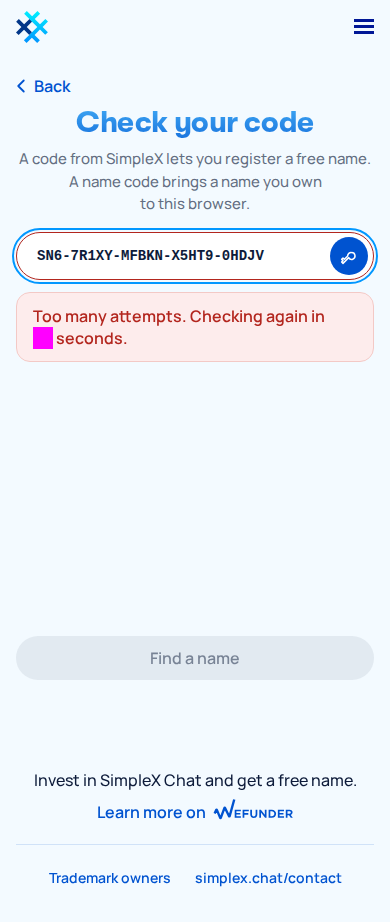 Back
Check your code
A code from SimpleX lets you register a free name.
A name code brings a name you own
to this browser.
SN6-7R1XY-MFBKN-X5HT9-0HDJV
Too many attempts. Checking again in
seconds.
Find a name
Invest in SimpleX Chat and get a free name.
Learn more on WEFUNDER
Trademark owners simplex.chat/contact